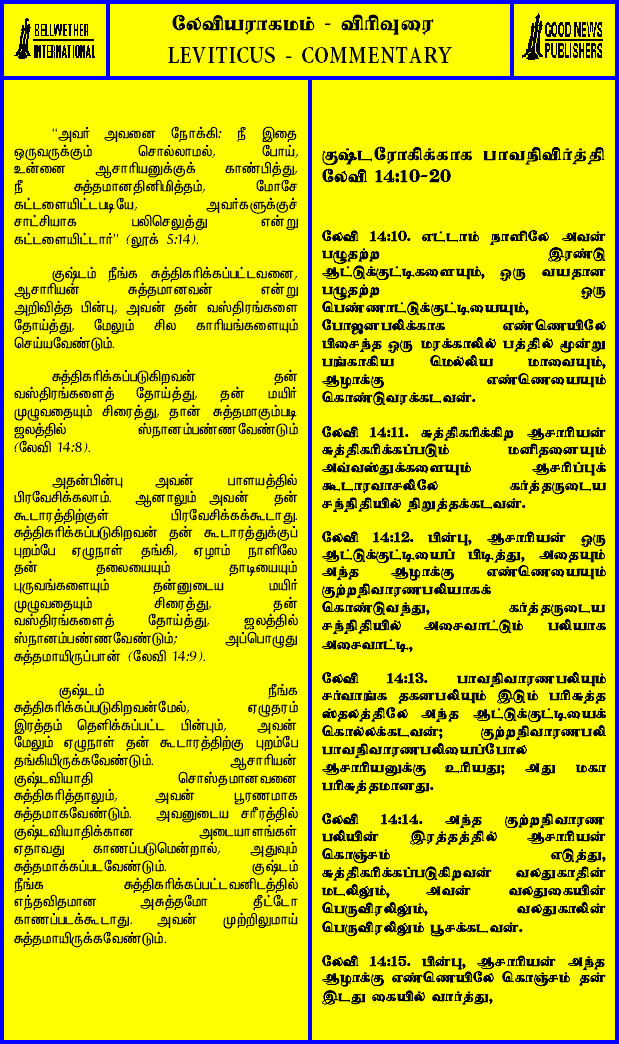 BELLWETHER
INTERNATIONAL
லேவியராகமம் - விரிவுரை
LEVITICUS - COMMENTARY
GOOD NEWS
PUBLISHERS
“அவர் அவனை நோக்கி: நீ இதை
ஒருவருக்கும் சொல்லாமல், போய்,
உன்னை ஆசாரியனுக்குக் காண்பித்து,
நீ சுத்தமானதினிமித்தம், மோசே
கட்டளையிட்டபடியே, அவர்களுக்குச்
சாட்சியாக பலிசெலுத்து என்று
கட்டளையிட்டார்” (லூக் 5:14).
குஷ்டம் நீங்க சுத்திகரிக்கப்பட்டவனை,
ஆசாரியன் சுத்தமானவன் என்று
அறிவித்த பின்பு, அவன் தன் வஸ்திரங்களை
தோய்த்து, மேலும் சில காரியங்களையும்
செய்யவேண்டும்.
சுத்திகரிக்கப்படுகிறவன் தன்
வஸ்திரங்களைத் தோய்த்து, தன் மயிர்
முழுவதையும் சிரைத்து, தான் சுத்தமாகும்படி
ஜலத்தில் ஸ்நானம்பண்ணவேண்டும்
(லேவி 14:8).
அதன்பின்பு அவன் பாளயத்தில்
பிரவேசிக்கலாம். ஆனாலும் அவன் தன்
கூடாரத்திற்குள் பிரவேசிக்கக்கூடாது.
சுத்திகரிக்கப்படுகிறவன் தன் கூடாரத்துக்குப்
புறம்பே ஏழுநாள் தங்கி, ஏழாம் நாளிலே
தன் தலையையும் தாடியையும்
புருவங்களையும் தன்னுடைய மயிர்
முழுவதையும் சிரைத்து, தன்
வஸ்திரங்களைத் தோய்த்து, ஜலத்தில்
ஸ்நானம்பண்ணவேண்டும்; அப்பொழுது
சுத்தமாயிருப்பான் (லேவி 14:9).
குஷ்டம் நீங்க
சுத்திகரிக்கப்படுகிறவன்மேல், ஏழுதரம்
இரத்தம் தெளிக்கப்பட்ட பின்பும், அவன்
மேலும் ஏழுநாள் தன் கூடாரத்திற்கு புறம்பே
தங்கியிருக்கவேண்டும். ஆசாரியன்
குஷ்டவியாதி சொஸ்தமானவனை
சுத்திகரித்தாலும், அவன் பூரணமாக
சுத்தமாகவேண்டும். அவனுடைய சரீரத்தில்
குஷ்டவியாதிக்கான அடையாளங்கள்
ஏதாவது காணப்படுமென்றால், அதுவும்
சுத்தமாக்கப்படவேண்டும். குஷ்டம்
நீங்க சுத்திகரிக்கப்பட்டவனிடத்தில்
எந்தவிதமான அசுத்தமோ தீட்டோ
காணப்படக்கூடாது. அவன் முற்றிலுமாய்
சுத்தமாயிருக்கவேண்டும்.
குஷ்டரோகிக்காக பாவநிவிர்த்தி
லேவி 14:10-20
லேவி 14:10. எட்டாம் நாளிலே அவன்
பழுதற்ற இரண்டு
ஆட்டுக்குட்டிகளையும், ஒரு வயதான
பழுதற்ற ஒரு
பெண்ணாட்டுக்குட்டியையும்,
போஜனபலிக்காக எண்ணெயிலே
பிசைந்த ஒரு மரக்காலில் பத்தில் மூன்று
பங்காகிய மெல்லிய மாவையும்,
ஆழாக்கு எண்ணெயையும்
கொண்டுவரக்கடவன்.
லேவி 14:11. சுத்திகரிக்கிற ஆசாரியன்
சுத்திகரிக்கப்படும் மனிதனையும்
அவ்வஸ்துக்களையும் ஆசரிப்புக்
கூடாரவாசலிலே கர்த்தருடைய
சந்நிதியில் நிறுத்தக்கடவன்.
லேவி 14:12. பின்பு, ஆசாரியன் ஒரு
ஆட்டுக்குட்டியைப் பிடித்து, அதையும்
அந்த ஆழாக்கு எண்ணெயையும்
குற்றநிவாரணபலியாகக்
கொண்டுவந்து, கர்த்தருடைய
சந்நிதியில் அசைவாட்டும் பலியாக
அசைவாட்டி,
லேவி 14:13. பாவநிவாரணபலியும்
சர்வாங்க தகனபலியும் இடும் பரிசுத்த
ஸ்தலத்திலே அந்த ஆட்டுக்குட்டியைக்
கொல்லக்கடவன்; குற்றநிவாரணபலி
பாவநிவாரணபலியைப்போல
ஆசாரியனுக்கு உரியது; அது மகா
பரிசுத்தமானது.
லேவி 14:14. அந்த குற்றநிவாரண
பலியின் இரத்தத்தில் ஆசாரியன்
கொஞ்சம் எடுத்து,
சுத்திகரிக்கப்படுகிறவன் வலதுகாதின்
மடலிலும், அவன் வலதுகையின்
பெருவிரலிலும், வலதுகாலின்
பெருவிரலிலும் பூசக்கடவன்.
லேவி 14:15. பின்பு, ஆசாரியன் அந்த
ஆழாக்கு எண்ணெயிலே கொஞ்சம் தன்
இடது கையில் வார்த்து,